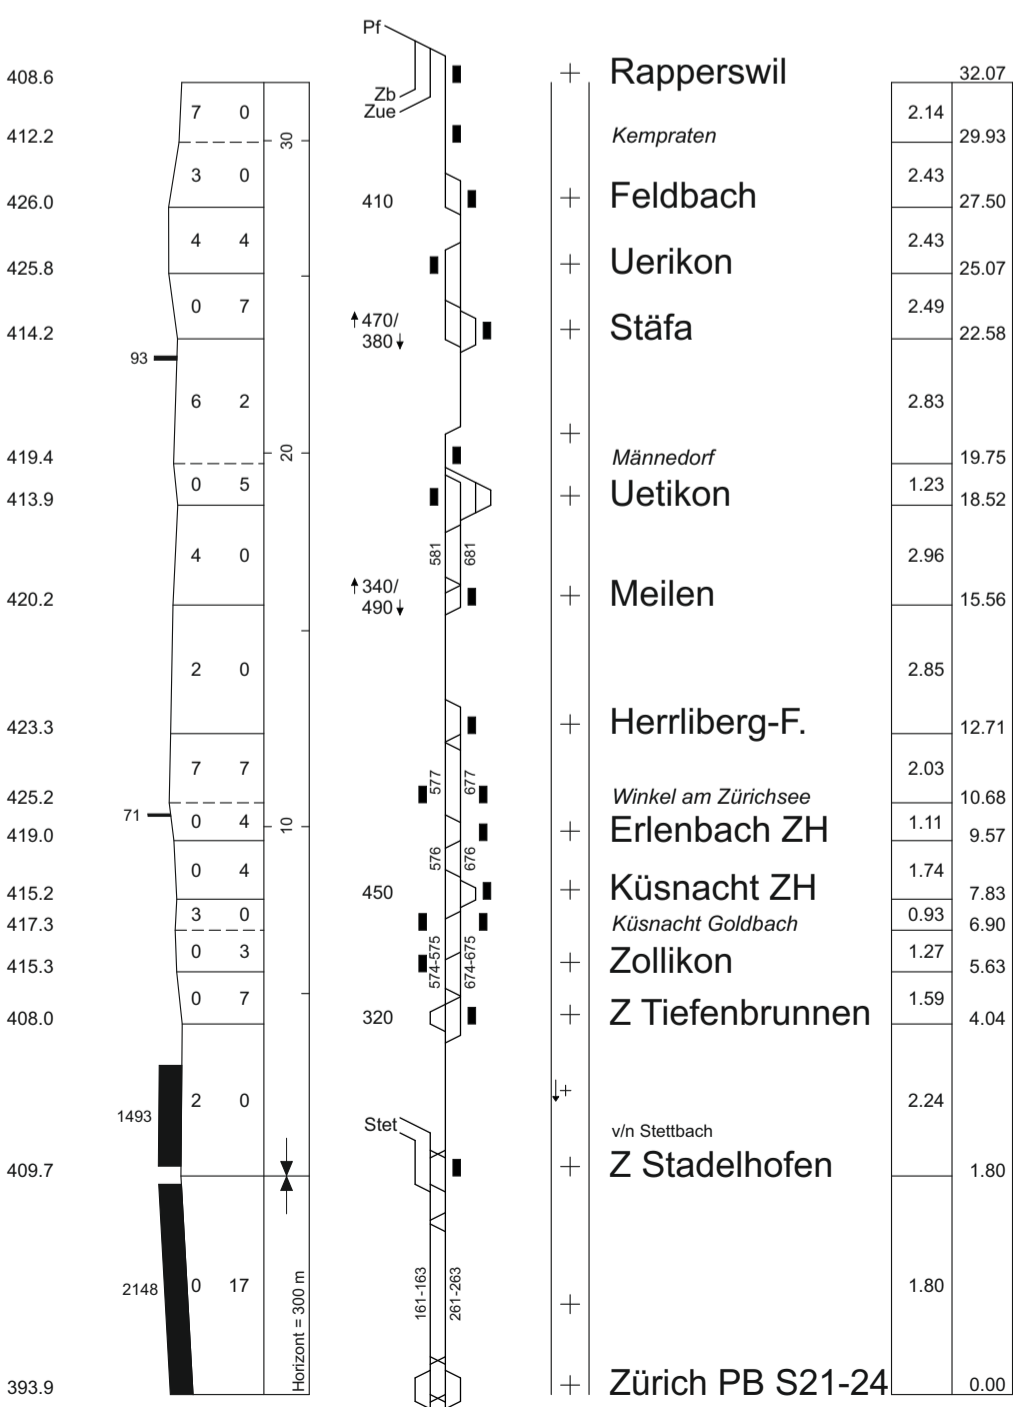 Pf
408.6 Rapperswil 32.07
Zb
Zue
7 0 2.14
412.2 30 Kempraten 29.93
3 0 2.43
426.0 410 Feldbach 27.50
4 4 2.43
425.8 Uerikon 25.07
0 7 2.49
470/
414.2 Stäfa 22.58
380
93
6 2 2.83
419.4 20 Männedorf 19.75
0 5 1.23
413.9 Uetikon 18.52
4 0 581 681 2.96
340/
420.2 Meilen 15.56
490
2 0 2.85
423.3 Herrliberg-F. 12.71
7 7 577 677 2.03
425.2 Winkel am Zürichsee 10.68
71
0 4 1.11
419.0 10 Erlenbach ZH 9.57
0 4 576 676 1.74
415.2 450 Küsnacht ZH 7.83
3 0 0.93
417.3 Küsnacht Goldbach 6.90
0 3 574-575 674-675 1.27
415.3 Zollikon 5.63
0 7 1.59
408.0 320 Z Tiefenbrunnen 4.04
1493 2 0 2.24
Stet v/n Stettbach
409.7 Z Stadelhofen 1.80
2148 0 17 161-163 261-263 1.80
Horizont = 300 m
393.9 Zürich PB S21-24 0.00